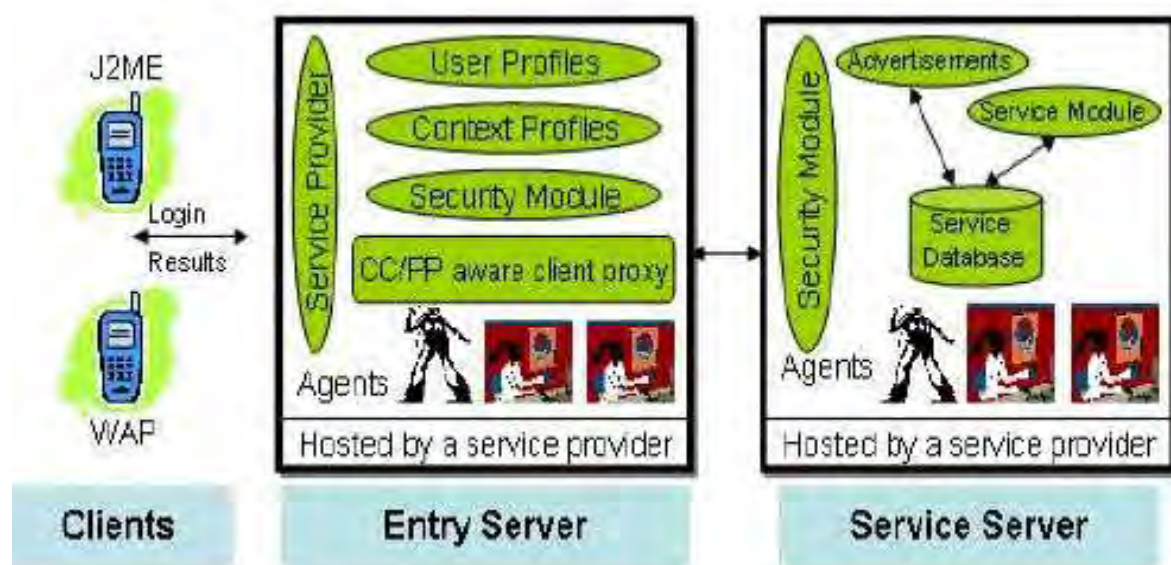 J2ME
Login
Results
WAP
Clients
Service Provider
User Profiles
Context Profiles
Security Module
CC/PP aware client proxy
Agents
Hosted by a service provider
Entry Server
Security Module
Advertisements
Service Module
Service
Database
Agents
Hosted by a service provider
Service Server